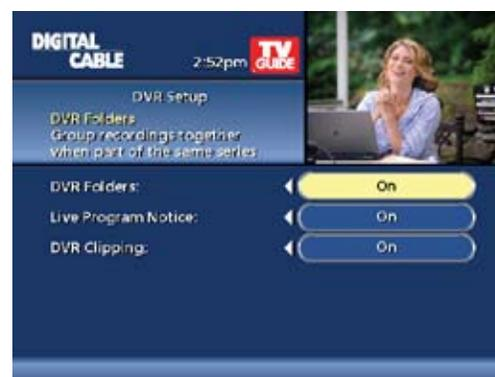 DIGITAL
CABLE
2:52pm
TV
GUIDE
DVR Setup
DVR Folders
Group recordings together
when part of the same series
DVR Folders:
On
Live Program Notice:
On
DVR Clipping:
On